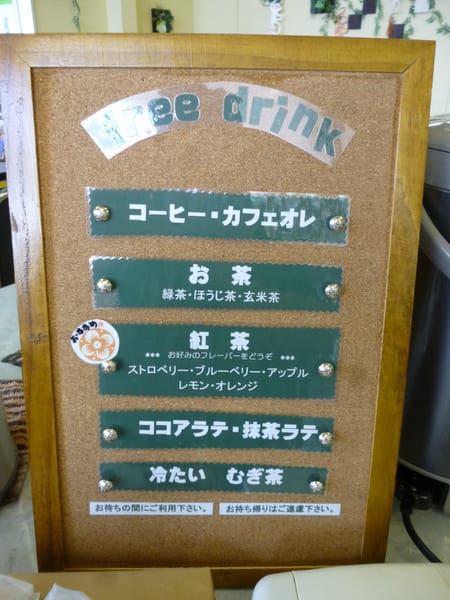 free drink
コーヒー・カフェオレ
お茶
緑茶・ほうじ茶・玄米茶
おすすめ
紅茶
*** お好みのフレーバーをどうぞ ***
ストロベリー・ブルーベリー・アップル
レモン・オレンジ
ココアラテ・抹茶ラテ
冷たい むぎ茶
お待ちの間にご利用下さい。
お持ち帰りはご遠慮下さい。